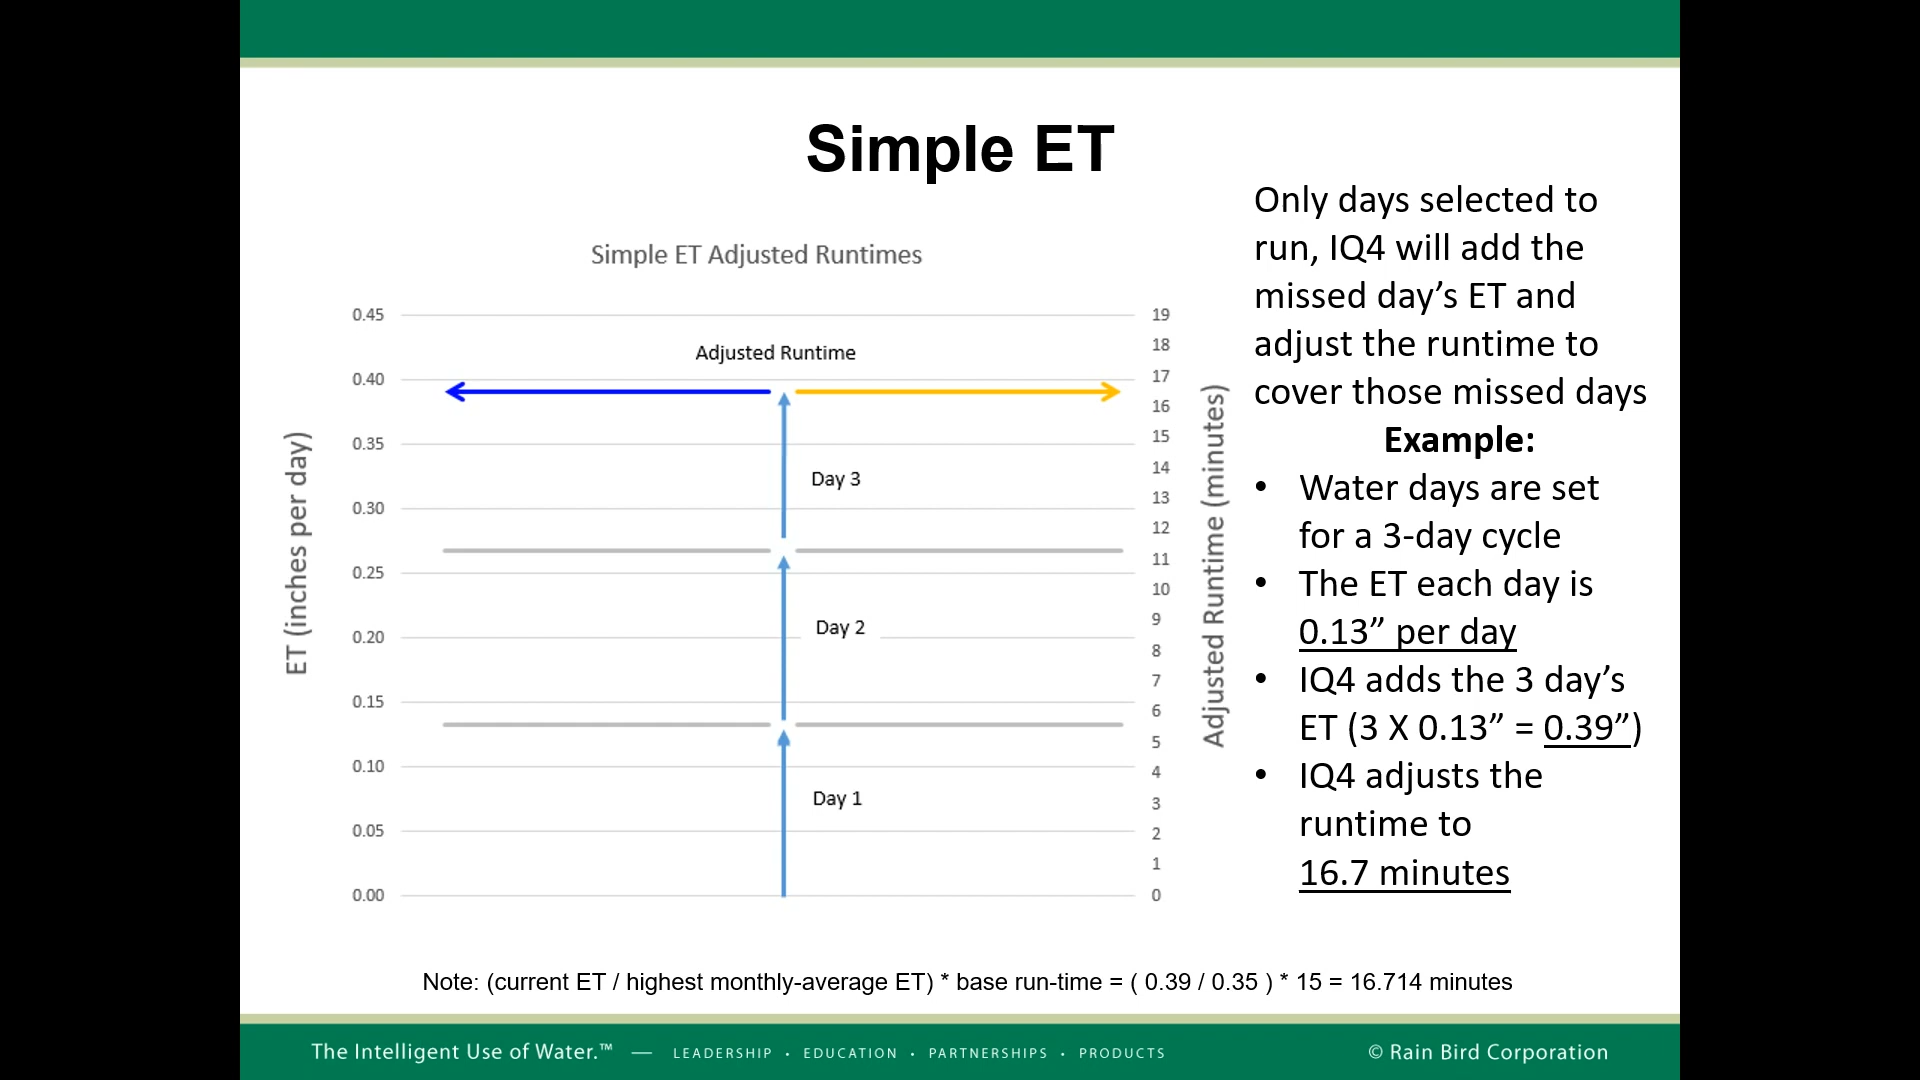 Simple ET
Simple ET Adjusted Runtimes
ET (inches per day)
0.45
0.40
0.35
0.30
0.25
0.20
0.15
0.10
0.05
0.00
Adjusted Runtime
Day 3
Day 2
Day 1
19
18
17
16
15
14
13
12
11
10
9
8
7
6
5
4
3
2
1
0
Adjusted Runtime (minutes)
Only days selected to
run, IQ4 will add the
missed day’s ET and
adjust the runtime to
cover those missed days
Example:
• Water days are set
for a 3-day cycle
• The ET each day is
0.13” per day
• IQ4 adds the 3 day’s
ET (3 X 0.13” = 0.39”)
• IQ4 adjusts the
runtime to
16.7 minutes
Note: (current ET / highest monthly-average ET) * base run-time = ( 0.39 / 0.35 ) * 15 = 16.714 minutes
The Intelligent Use of Water.™ — LEADERSHIP • EDUCATION • PARTNERSHIPS • PRODUCTS
© Rain Bird Corporation